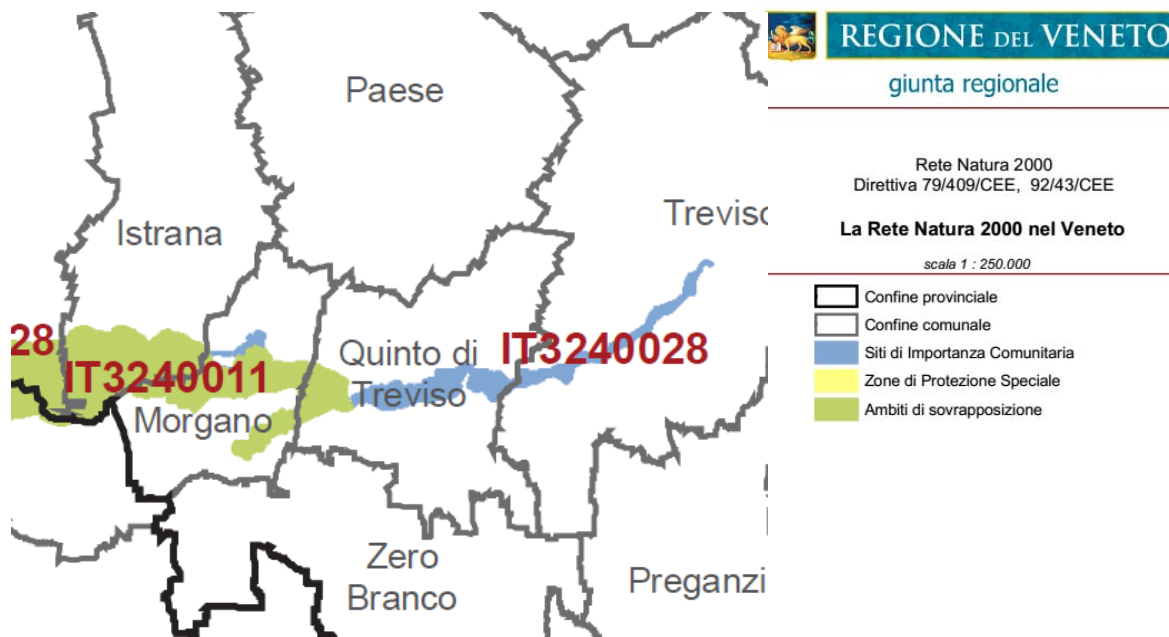 Paese
Treviso
Istrana
28
IT3240011
Quinto di
Treviso
IT3240028
Morgano
Zero
Branco
Preganzi
REGIONE DEL VENETO
giunta regionale
Rete Natura 2000
Direttiva 79/409/CEE, 92/43/CEE
La Rete Natura 2000 nel Veneto
scala 1 : 250.000
Confine provinciale
Confine comunale
Siti di Importanza Comunitaria
Zone di Protezione Speciale
Ambiti di sovrapposizione